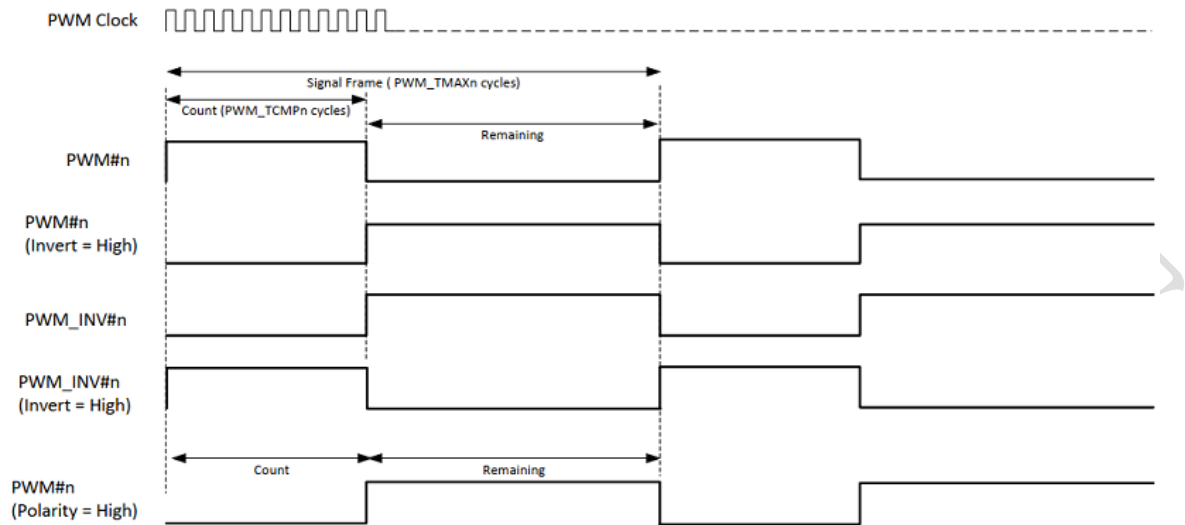 PWM Clock
Signal Frame ( PWM_TMAXn cycles)
Count (PWM_TCMPn cycles)
Remaining
PWM#n
PWM#n
(Invert = High)
PWM_INV#n
PWM_INV#n
(Invert = High)
Count
Remaining
PWM#n
(Polarity = High)